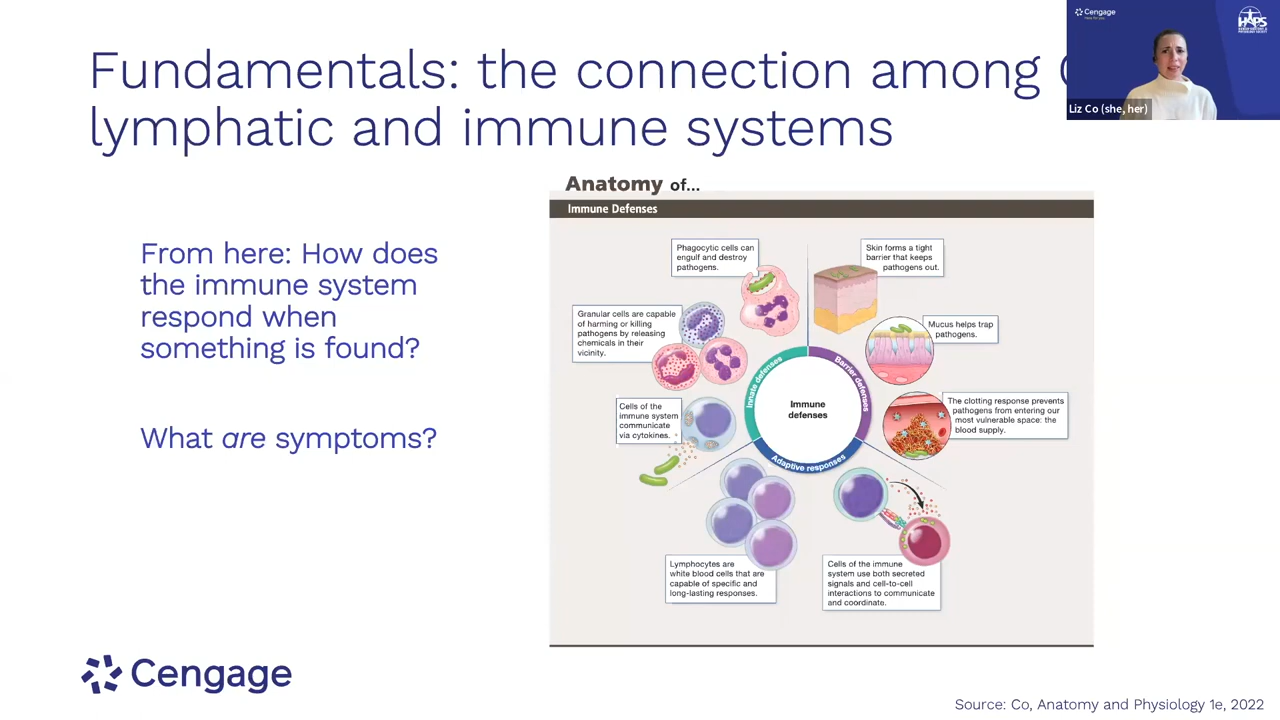 Fundamentals: the connection among
lymphatic and immune systems
Cengage
HAPS
Liz Co (she, her)
From here: How does
the immune system
respond when
something is found?
What are symptoms?
Anatomy of...
Immune Defenses
Phagocytic cells can
engulf and destroy
pathogens.
Skin forms a tight
barrier that keeps
pathogens out.
Granular cells are capable
of harming or killing
pathogens by releasing
chemicals in their
vicinity.
Mucus helps trap
pathogens.
Innate defenses
Barrier defenses
Immune
defenses
Adaptive responses
Cells of the
immune system
communicate
via cytokines.
The clotting response prevents
pathogens from entering our
most vulnerable space: the
blood supply.
Lymphocytes are
white blood cells that are
capable of specific and
long-lasting responses.
Cells of the immune
system use both secreted
signals and cell-to-cell
interactions to communicate
and coordinate.
Cengage
Source: Co, Anatomy and Physiology 1e, 2022